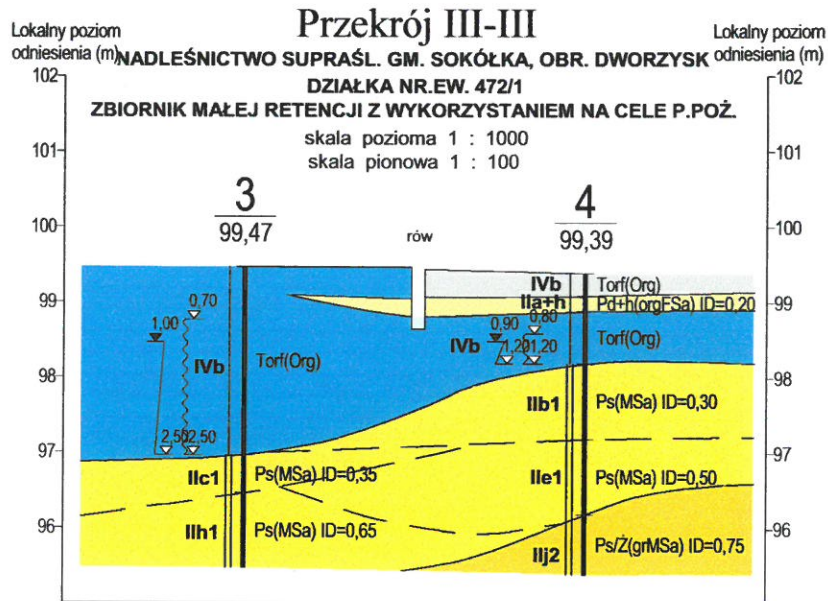 Przekrój III-III
Lokalny poziom odniesienia (m)
Lokalny poziom odniesienia (m)
NADLEŚNICTWO SUPRAŚL. GM. SOKÓŁKA, OBR. DWORZYSK
DZIAŁKA NR.EW. 472/1
ZBIORNIK MAŁEJ RETENCJI Z WYKORZYSTANIEM NA CELE P.POŻ.
skala pozioma 1 : 1000
skala pionowa 1 : 100
102
102
101
101
100
100
99
99
98
98
97
97
96
96
3
99,47
rów
4
99,39
IVb Torf(Org)
IIa+h Pd+h(orgFSa) ID=0,20
0,70
1,00
0,90
0,80
IVb Torf(Org)
IVb Torf(Org)
1,20
1,20
2,50
2,50
IIb1 Ps(MSa) ID=0,30
IIc1 Ps(MSa) ID=0,35
IIe1 Ps(MSa) ID=0,50
IIh1 Ps(MSa) ID=0,65
IIj2 Ps/Ż(grMSa) ID=0,75